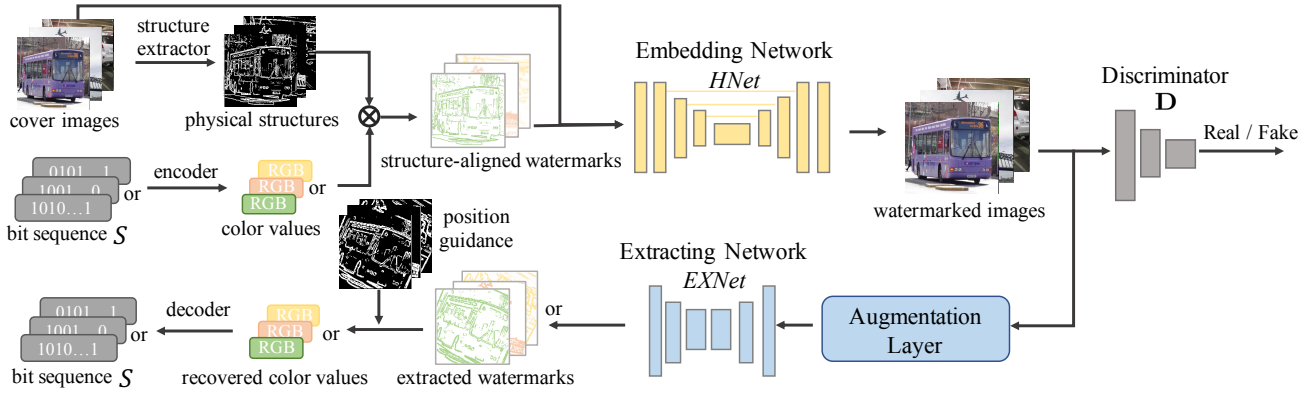 cover images
structure
extractor
physical structures
structure-aligned watermarks
Embedding Network
HNet
watermarked images
Discriminator
D
Real / Fake
0101...1
1001...0
1010...1
or
bit sequence S
encoder
RGB
RGB
RGB
or
color values
position
guidance
Extracting Network
EXNet
Augmentation
Layer
or
extracted watermarks
RGB
RGB
RGB
or
recovered color values
decoder
0101...1
1001...0
1010...1
or
bit sequence S